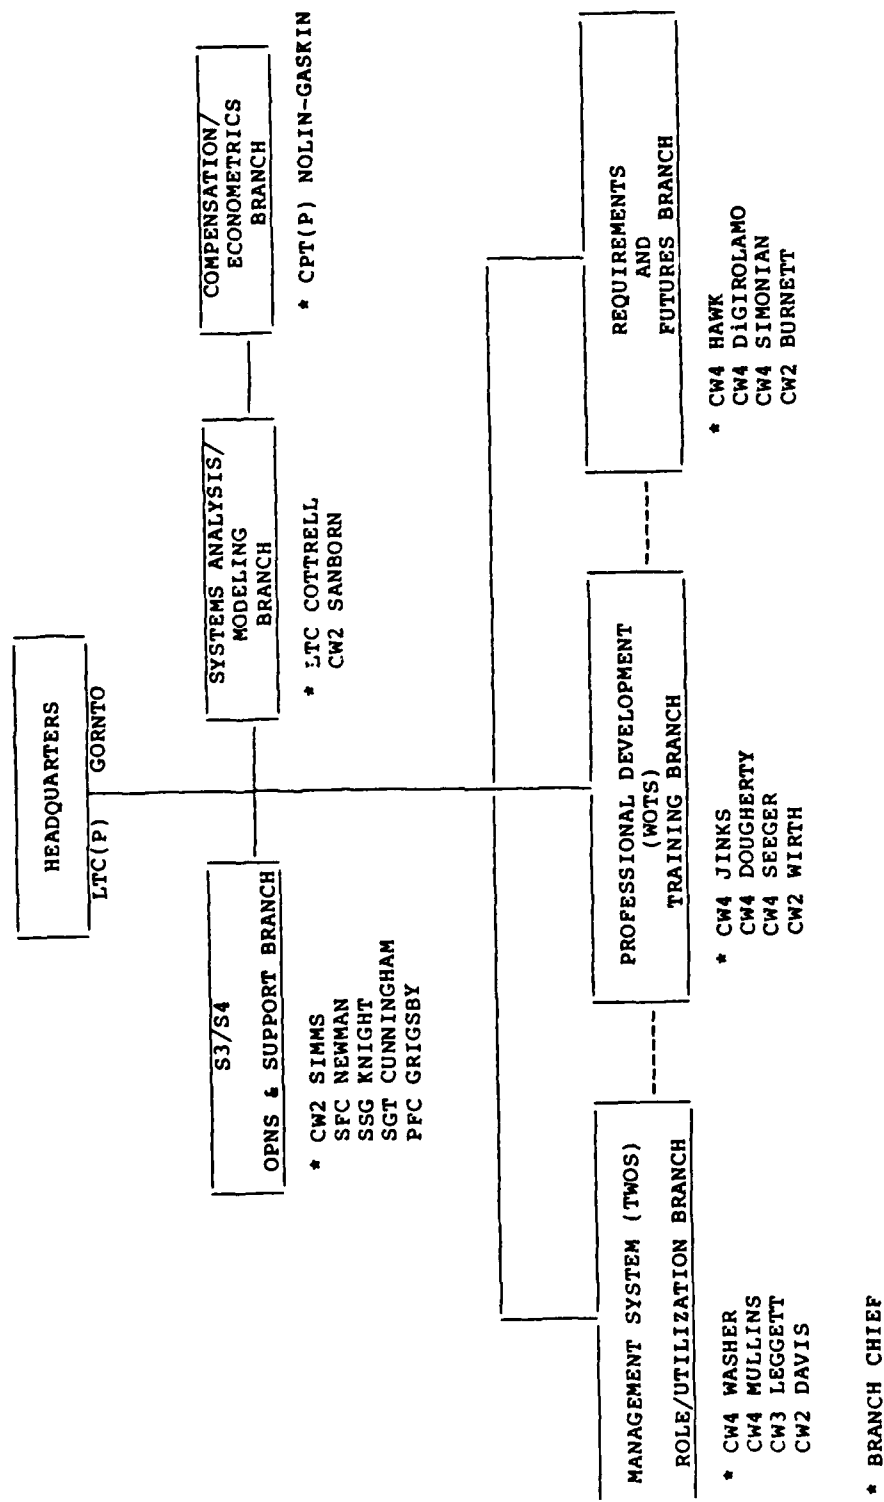 HEADQUARTERS
LTC(P) GORNTO
S3/S4
OPNS & SUPPORT BRANCH
* CW2 SIMMS
SFC NEWMAN
SSG KNIGHT
SGT CUNNINGHAM
PFC GRIGSBY
SYSTEMS ANALYSIS/
MODELING
BRANCH
* LTC COTTRELL
CW2 SANBORN
COMPENSATION/
ECONOMETRICS
BRANCH
* CPT(P) NOLIN-GASKIN
MANAGEMENT SYSTEM (TWOS)
ROLE/UTILIZATION BRANCH
* CW4 WASHER
CW4 MULLINS
CW3 LEGGETT
CW2 DAVIS
PROFESSIONAL DEVELOPMENT
(WOTS)
TRAINING BRANCH
* CW4 JINKS
CW4 DOUGHERTY
CW4 SEEGER
CW2 WIRTH
REQUIREMENTS
AND
FUTURES BRANCH
* CW4 HAWK
CW4 DiGIROLAMO
CW4 SIMONIAN
CW2 BURNETT
* BRANCH CHIEF